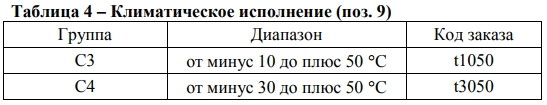 Таблица 4 – Климатическое исполнение (поз. 9)
Группа Диапазон Код заказа
С3 от минус 10 до плюс 50 °С t1050
С4 от минус 30 до плюс 50 °С t3050